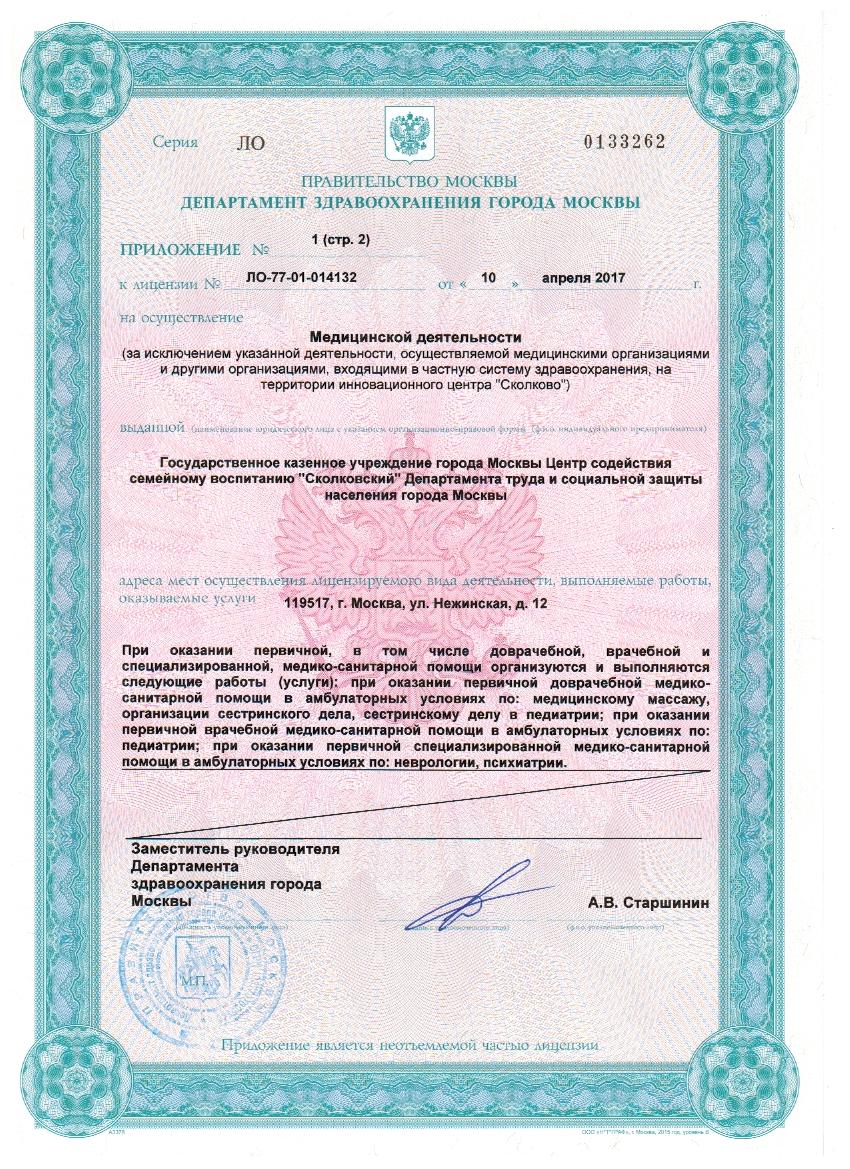 Серия ЛО 0133262
ПРАВИТЕЛЬСТВО МОСКВЫ
ДЕПАРТАМЕНТ ЗДРАВООХРАНЕНИЯ ГОРОДА МОСКВЫ
ПРИЛОЖЕНИЕ № 1 (стр. 2)
к лицензии № ЛО-77-01-014132 от « 10 » апреля 2017 г.
на осуществление
Медицинской деятельности
(за исключением указанной деятельности, осуществляемой медицинскими организациями
и другими организациями, входящими в частную систему здравоохранения, на
территории инновационного центра "Сколково")
выданной (наименование юридического лица с указанием организационно-правовой формы (ф.и.о. индивидуального предпринимателя)
Государственное казенное учреждение города Москвы Центр содействия
семейному воспитанию "Сколковский" Департамента труда и социальной защиты
населения города Москвы
адреса мест осуществления лицензируемого вида деятельности, выполняемые работы,
оказываемые услуги 119517, г. Москва, ул. Нежинская, д. 12
При оказании первичной, в том числе доврачебной, врачебной и
специализированной, медико-санитарной помощи организуются и выполняются
следующие работы (услуги): при оказании первичной доврачебной медико-
санитарной помощи в амбулаторных условиях по: медицинскому массажу,
организации сестринского дела, сестринскому делу в педиатрии; при оказании
первичной врачебной медико-санитарной помощи в амбулаторных условиях по:
педиатрии; при оказании первичной специализированной медико-санитарной
помощи в амбулаторных условиях по: неврологии, психиатрии.
Заместитель руководителя
Департамента
здравоохранения города
Москвы А.В. Старшинин
(должность уполномоченного лица) (подпись уполномоченного лица) (ф.и.о. уполномоченного лица)
М.П.
Приложение является неотъемлемой частью лицензии